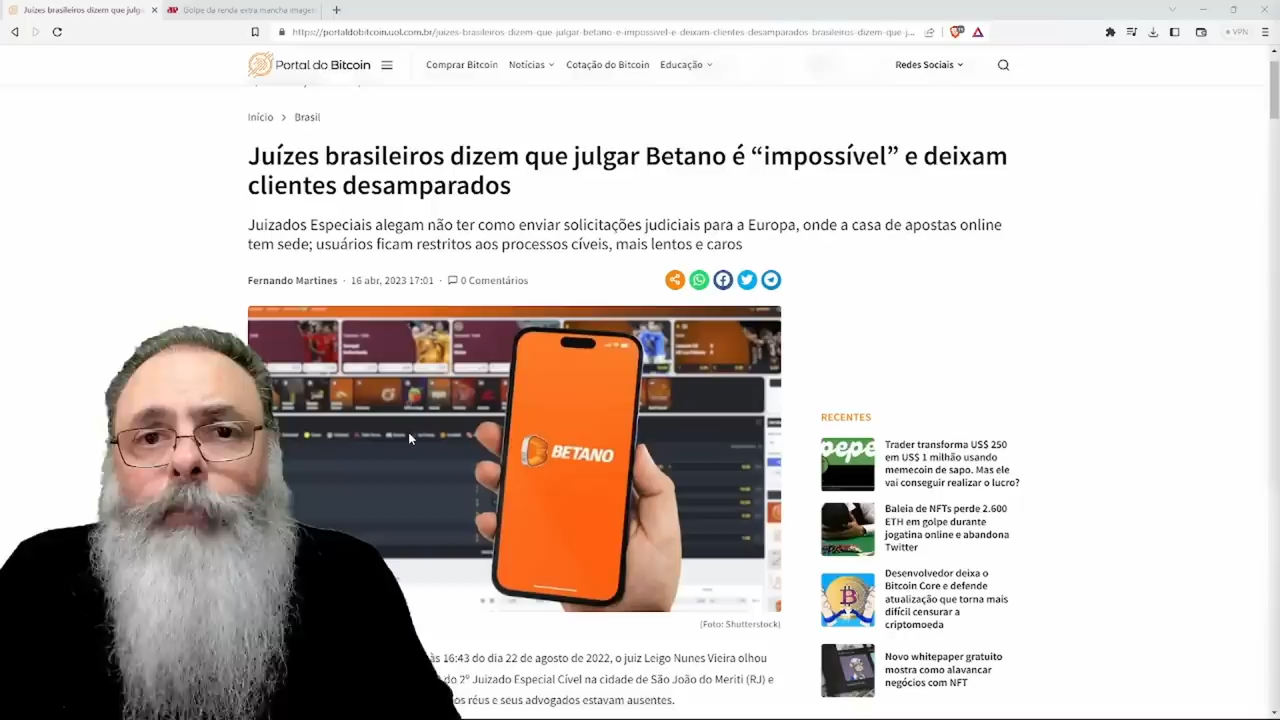 Juízes brasileiros dizem que julg
Golpe da renda extra mancha image
https://portaldobitcoin.uol.com.br/juizes-brasileiros-dizem-que-julgar-betano-e-impossivel-e-deixam-clientes-desamparados-brasileiros-dizem-que-j...
VPN
Portal do Bitcoin
Comprar Bitcoin
Notícias
Cotação do Bitcoin
Educação
Redes Sociais
Início > Brasil
Juízes brasileiros dizem que julgar Betano é “impossível” e deixam
clientes desamparados
Juizados Especiais alegam não ter como enviar solicitações judiciais para a Europa, onde a casa de apostas online
tem sede; usuários ficam restritos aos processos cíveis, mais lentos e caros
Fernando Martines · 16 abr, 2023 17:01 · 0 Comentários
BETANO
(Foto: Shutterstock)
às 16:43 do dia 22 de agosto de 2022, o juiz Leigo Nunes Vieira olhou
do 2º Juizado Especial Cível na cidade de São João do Meriti (RJ) e
os réus e seus advogados estavam ausentes.
RECENTES
pepe
Trader transforma US$ 250
em US$ 1 milhão usando
memecoin de sapo. Mas ele
vai conseguir realizar o lucro?
Baleia de NFTs perde 2.600
ETH em golpe durante
jogatina online e abandona
Twitter
Desenvolvedor deixa o
Bitcoin Core e defende
atualização que torna mais
difícil censurar a
criptomoeda
Novo whitepaper gratuito
mostra como alavancar
negócios com NFT